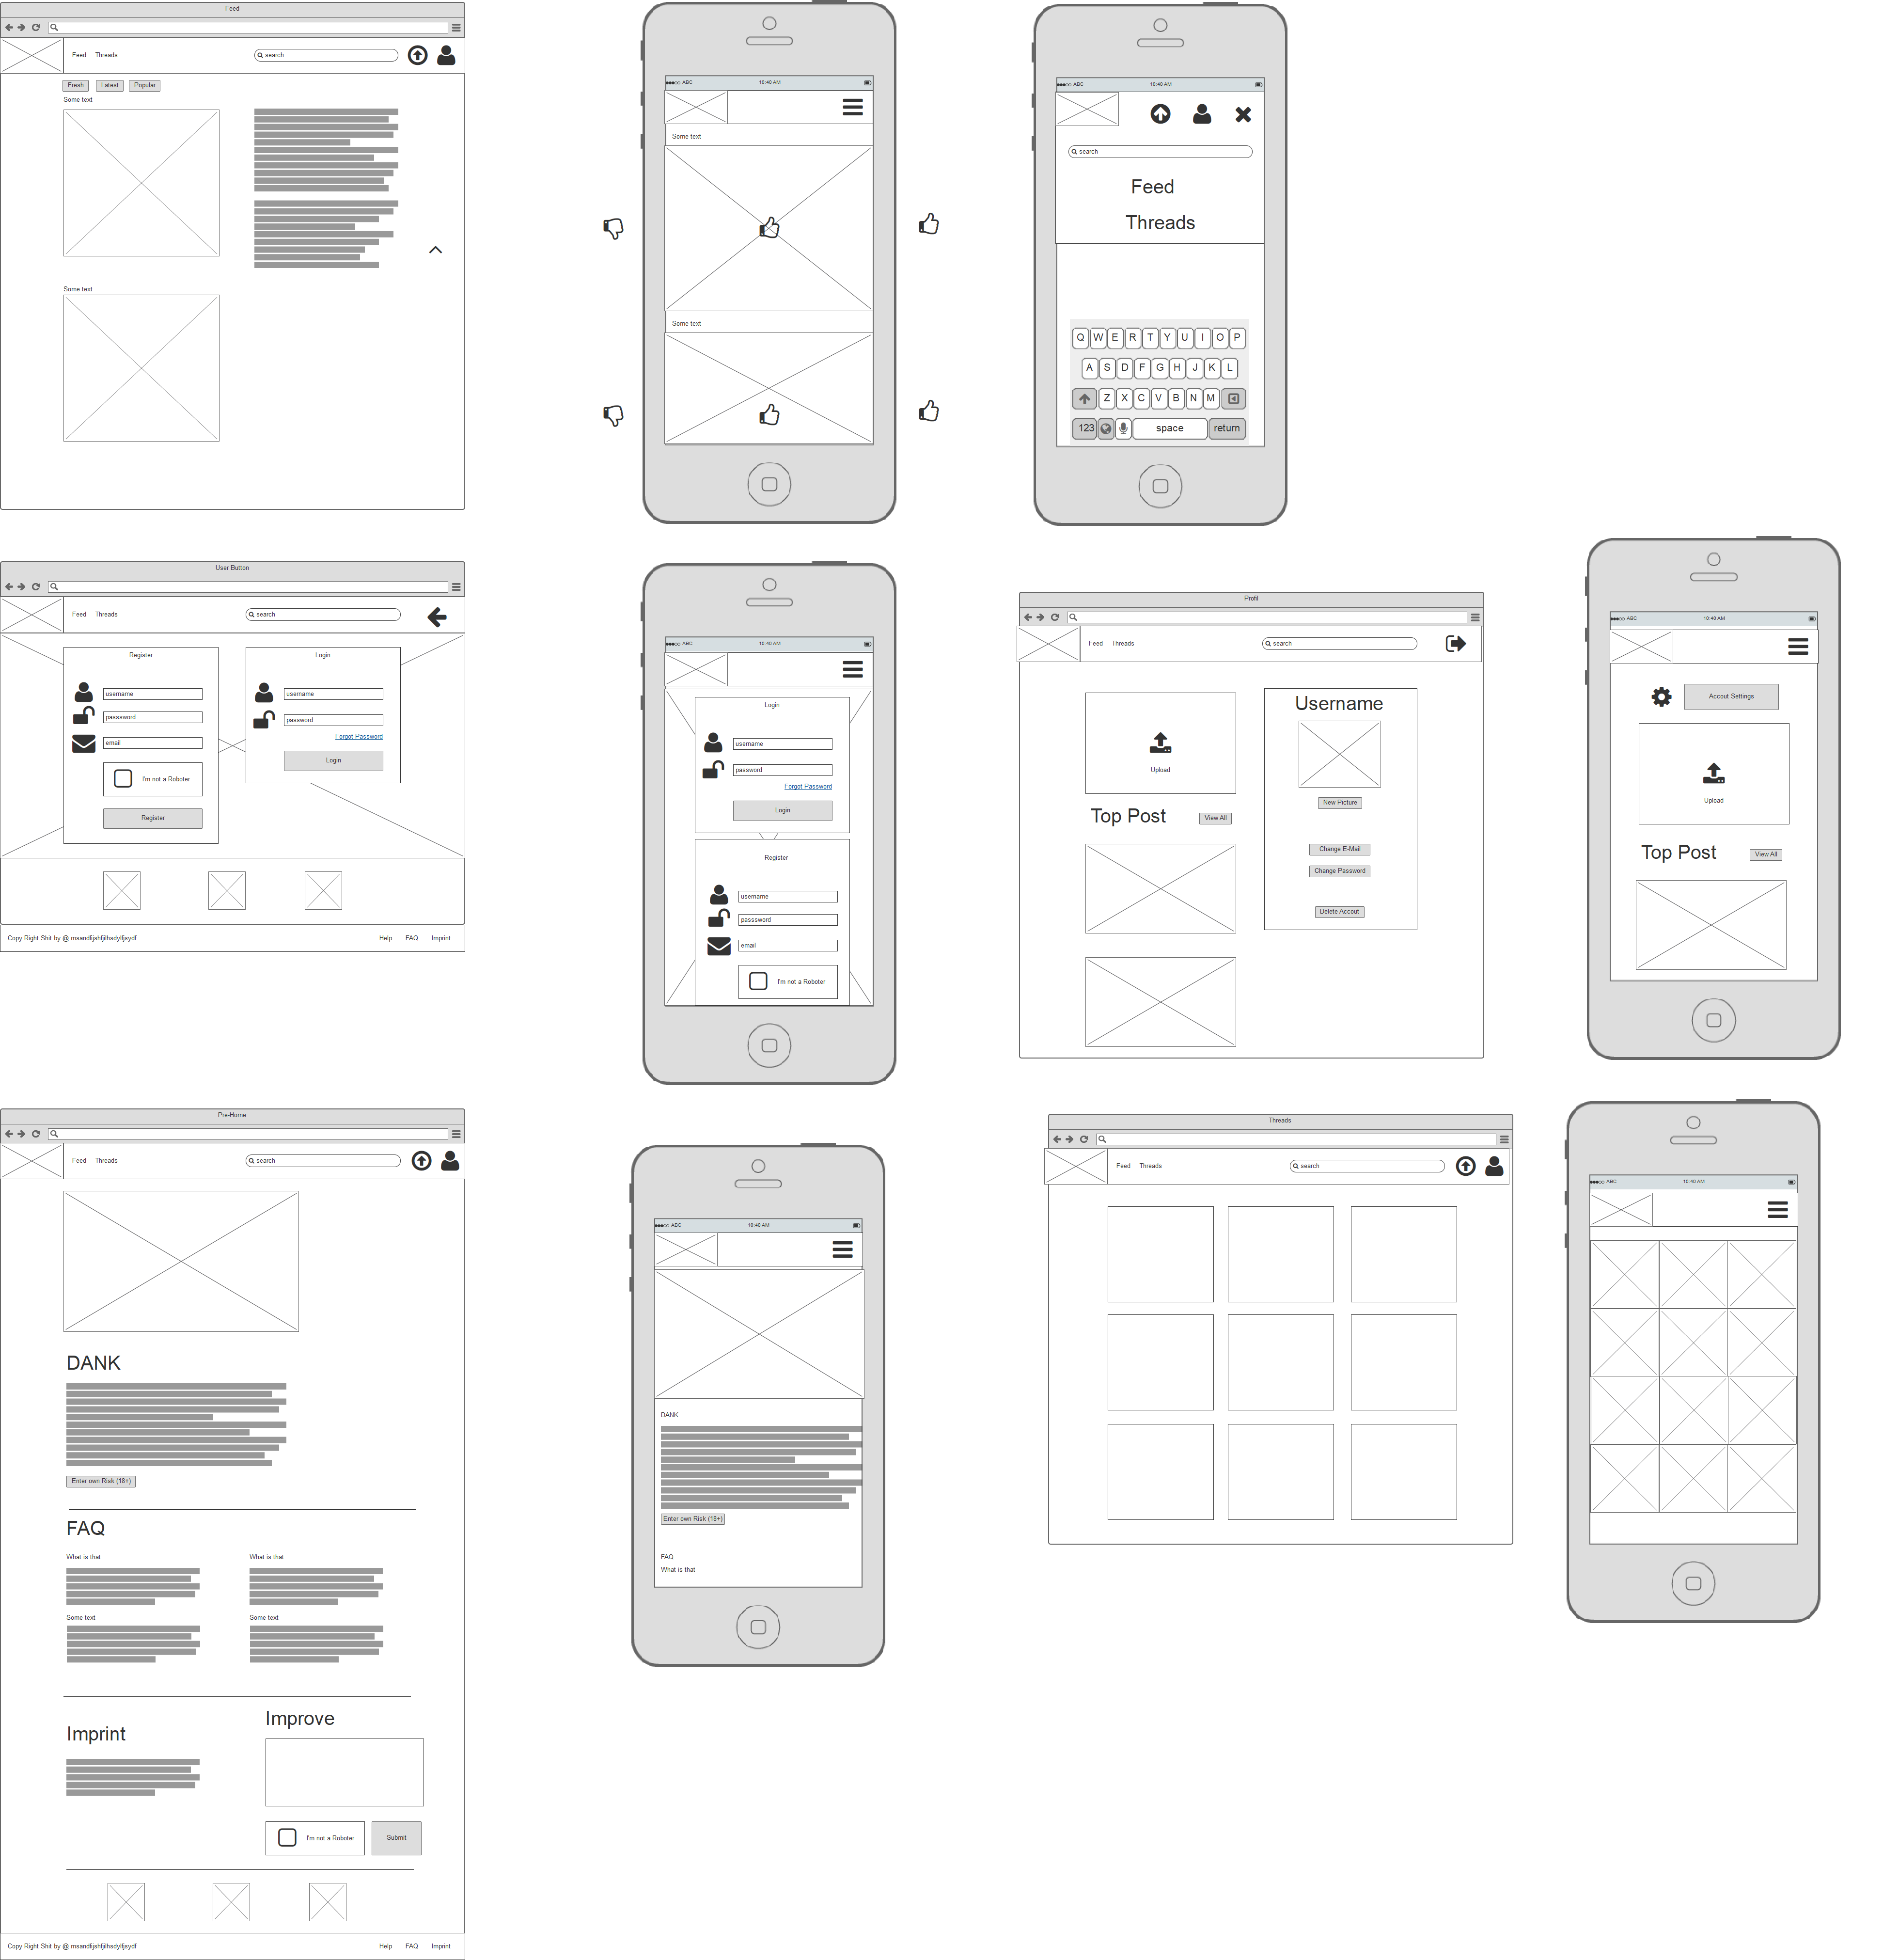 Feed
Feed Threads search
Fresh Latest Popular
Some text
Some text
ABC 10:40 AM
Some text
Some text
ABC 10:40 AM
search
Feed
Threads
Q W E R T Y U I O P
A S D F G H J K L
Z X C V B N M
123 space return
User Button
Feed Threads search
Register
username
passsword
email
I'm not a Roboter
Register
Login
username
password
Forgot Password
Login
Copy Right Shit by @ msandfijshfjilhsdylfjsydf Help FAQ Imprint
ABC 10:40 AM
Login
username
password
Forgot Password
Login
Register
username
passsword
email
I'm not a Roboter
Profil
Feed Threads search
Upload
Top Post View All
Username
New Picture
Change E-Mail
Change Password
Delete Accout
ABC 10:40 AM
Accout Settings
Upload
Top Post View All
Pre-Home
Feed Threads search
DANK
Enter own Risk (18+)
FAQ
What is that What is that
Some text Some text
Imprint
Improve
I'm not a Roboter Submit
Copy Right Shit by @ msandfijshfjilhsdylfjsydf Help FAQ Imprint
ABC 10:40 AM
DANK
Enter own Risk (18+)
FAQ
What is that
Threads
Feed Threads search
ABC 10:40 AM